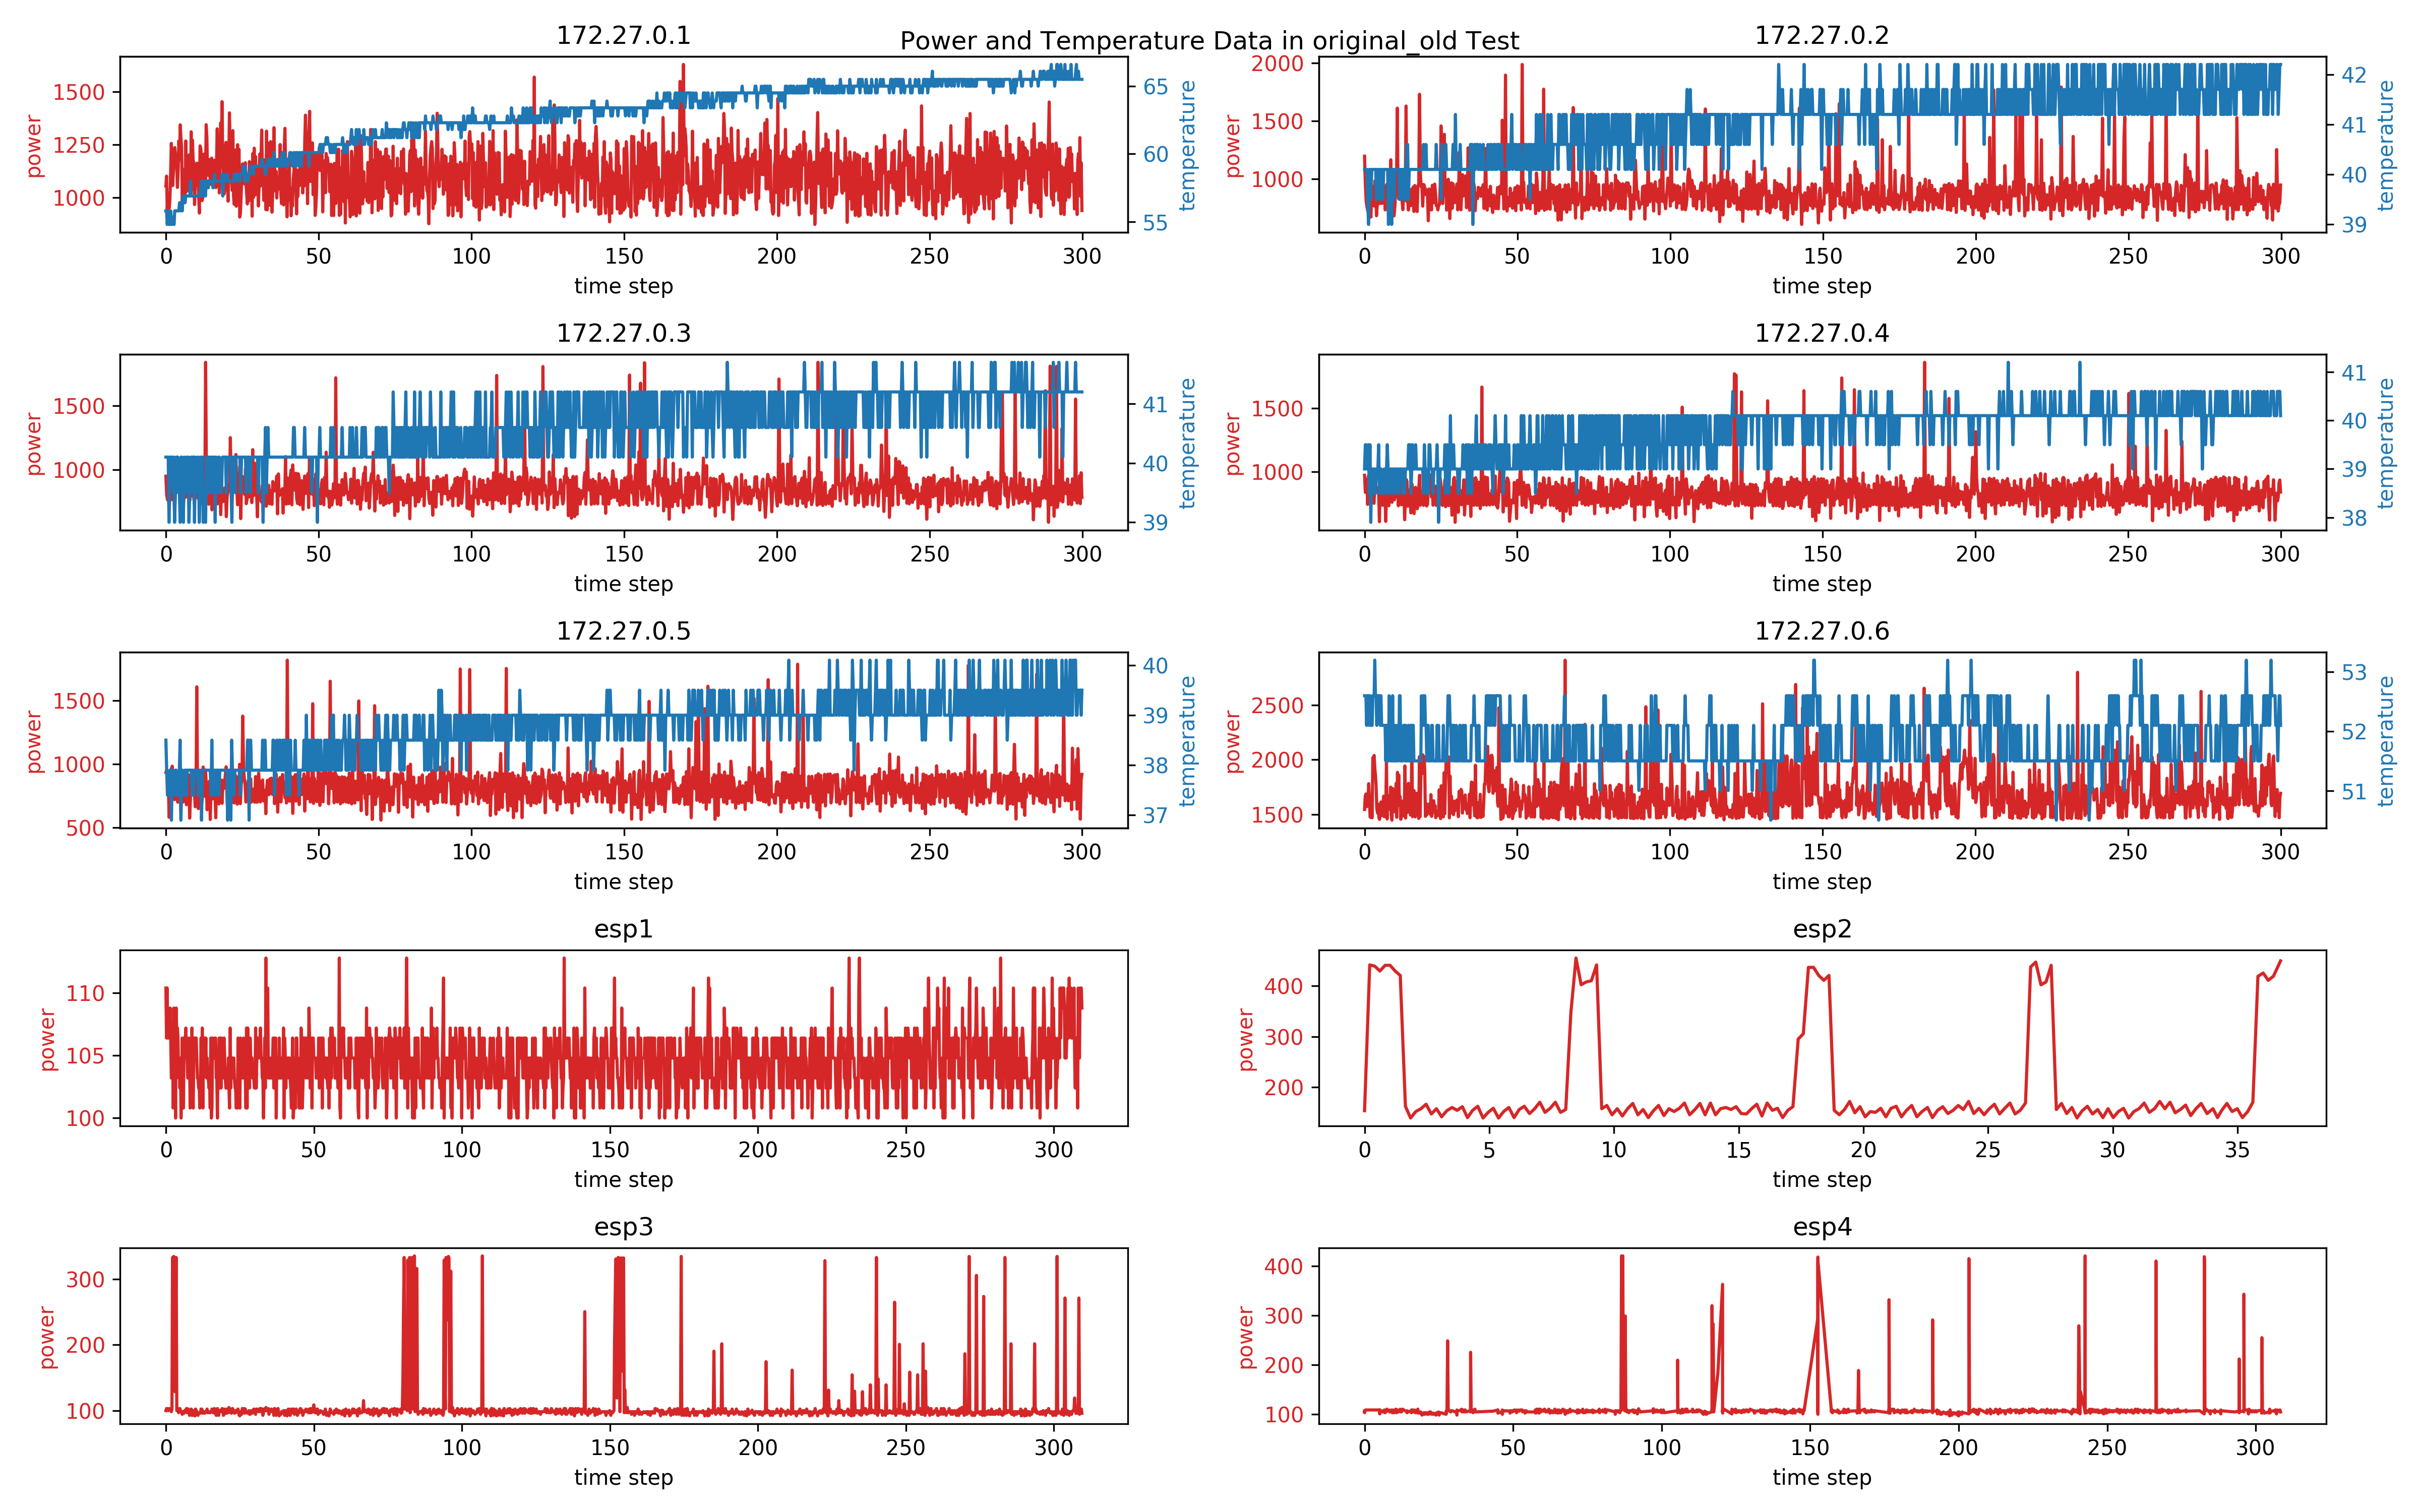 Power and Temperature Data in original_old Test
172.27.0.1
1500
1250
1000
power
65
60
55
temperature
0 50 100 150 200 250 300
time step
172.27.0.2
2000
1500
1000
power
42
41
40
39
temperature
0 50 100 150 200 250 300
time step
172.27.0.3
1500
1000
power
41
40
39
temperature
0 50 100 150 200 250 300
time step
172.27.0.4
1500
1000
power
41
40
39
38
temperature
0 50 100 150 200 250 300
time step
172.27.0.5
1500
1000
500
power
40
39
38
37
temperature
0 50 100 150 200 250 300
time step
172.27.0.6
2500
2000
1500
power
53
52
51
temperature
0 50 100 150 200 250 300
time step
esp1
110
105
100
power
0 50 100 150 200 250 300
time step
esp2
400
300
200
power
0 5 10 15 20 25 30 35
time step
esp3
300
200
100
power
0 50 100 150 200 250 300
time step
esp4
400
300
200
100
power
0 50 100 150 200 250 300
time step